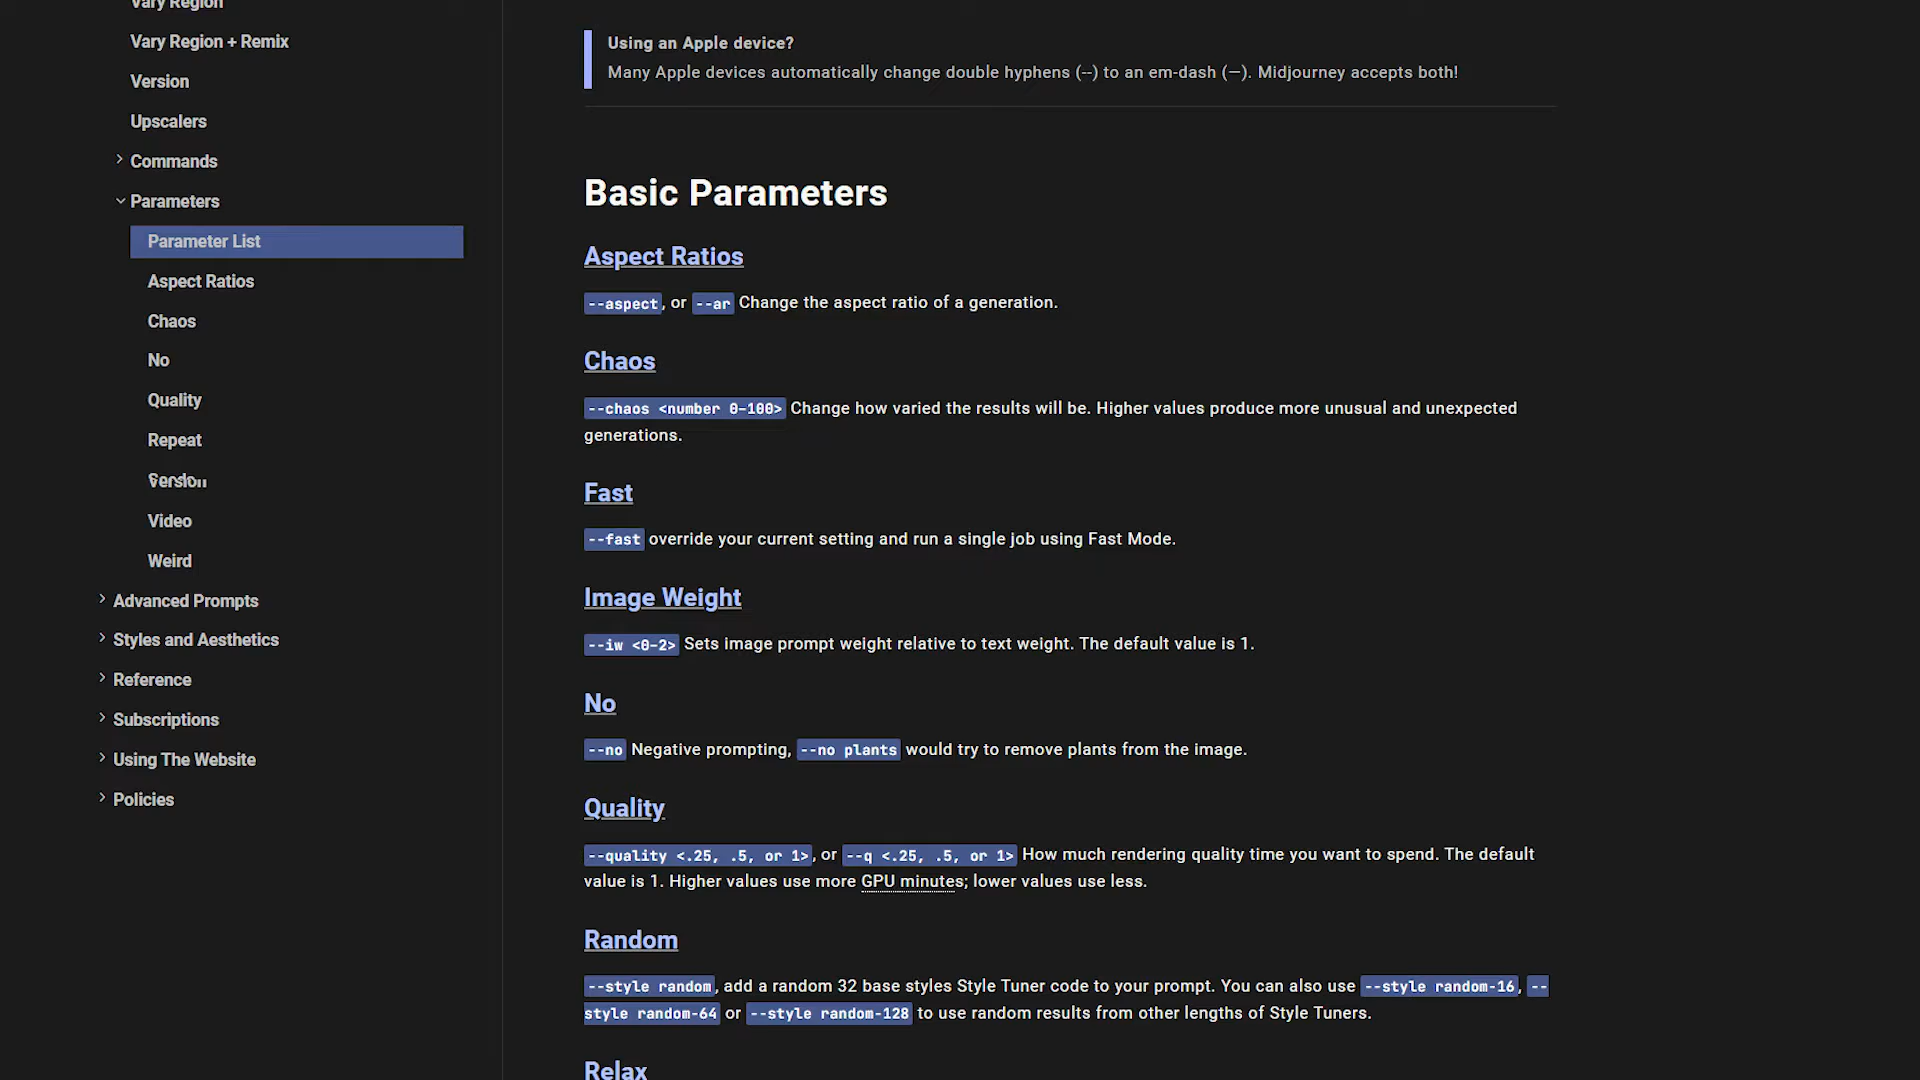 Vary Region
Vary Region + Remix
Version
Upscalers
Commands
Parameters
Parameter List
Aspect Ratios
Chaos
No
Quality
Repeat
Video
Weird
Advanced Prompts
Styles and Aesthetics
Reference
Subscriptions
Using The Website
Policies
Using an Apple device?
Many Apple devices automatically change double hyphens (--) to an em-dash (—). Midjourney accepts both!
Basic Parameters
Aspect Ratios
--aspect, or --ar Change the aspect ratio of a generation.
Chaos
--chaos <number 0–100> Change how varied the results will be. Higher values produce more unusual and unexpected
generations.
Fast
--fast override your current setting and run a single job using Fast Mode.
Image Weight
--iw <0–2> Sets image prompt weight relative to text weight. The default value is 1.
No
--no Negative prompting, --no plants would try to remove plants from the image.
Quality
--quality <.25, .5, or 1>, or --q <.25, .5, or 1> How much rendering quality time you want to spend. The default
value is 1. Higher values use more GPU minutes; lower values use less.
Random
--style random, add a random 32 base styles Style Tuner code to your prompt. You can also use --style random-16, --
style random-64 or --style random-128 to use random results from other lengths of Style Tuners.
Relax